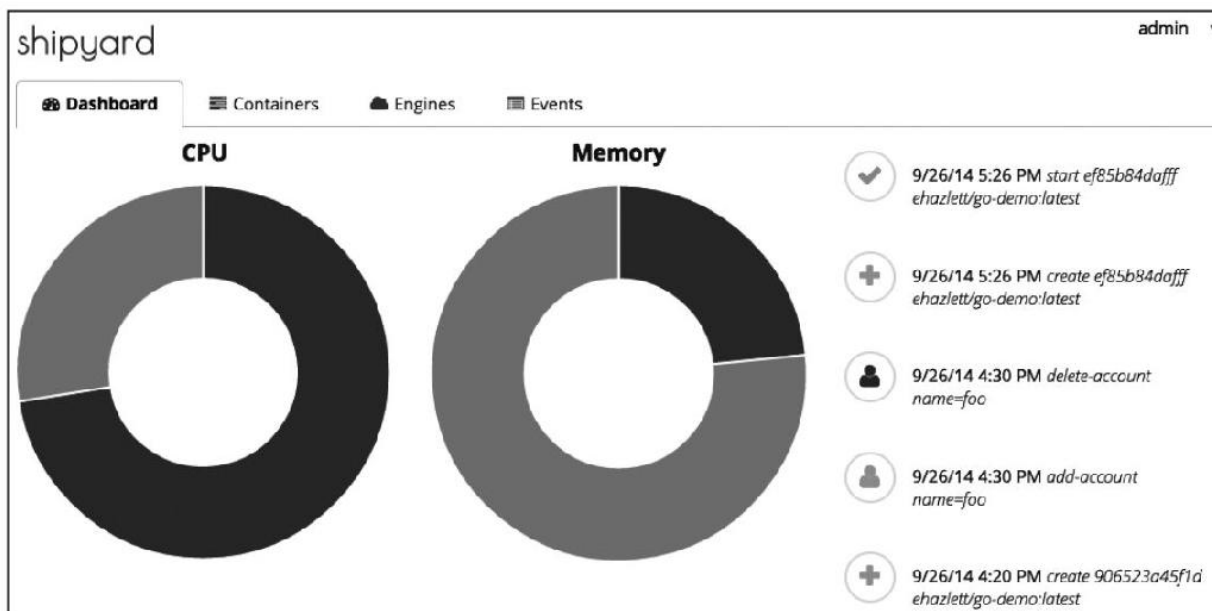 shipyard
admin
Dashboard
Containers
Engines
Events
CPU
Memory
9/26/14 5:26 PM start ef85b84dafff
ehazlett/go-demo:latest
9/26/14 5:26 PM create ef85b84dafff
ehazlett/go-demo:latest
9/26/14 4:30 PM delete-account
name=foo
9/26/14 4:30 PM add-account
name=foo
9/26/14 4:20 PM create 906523a45f1d
ehazlett/go-demo:latest